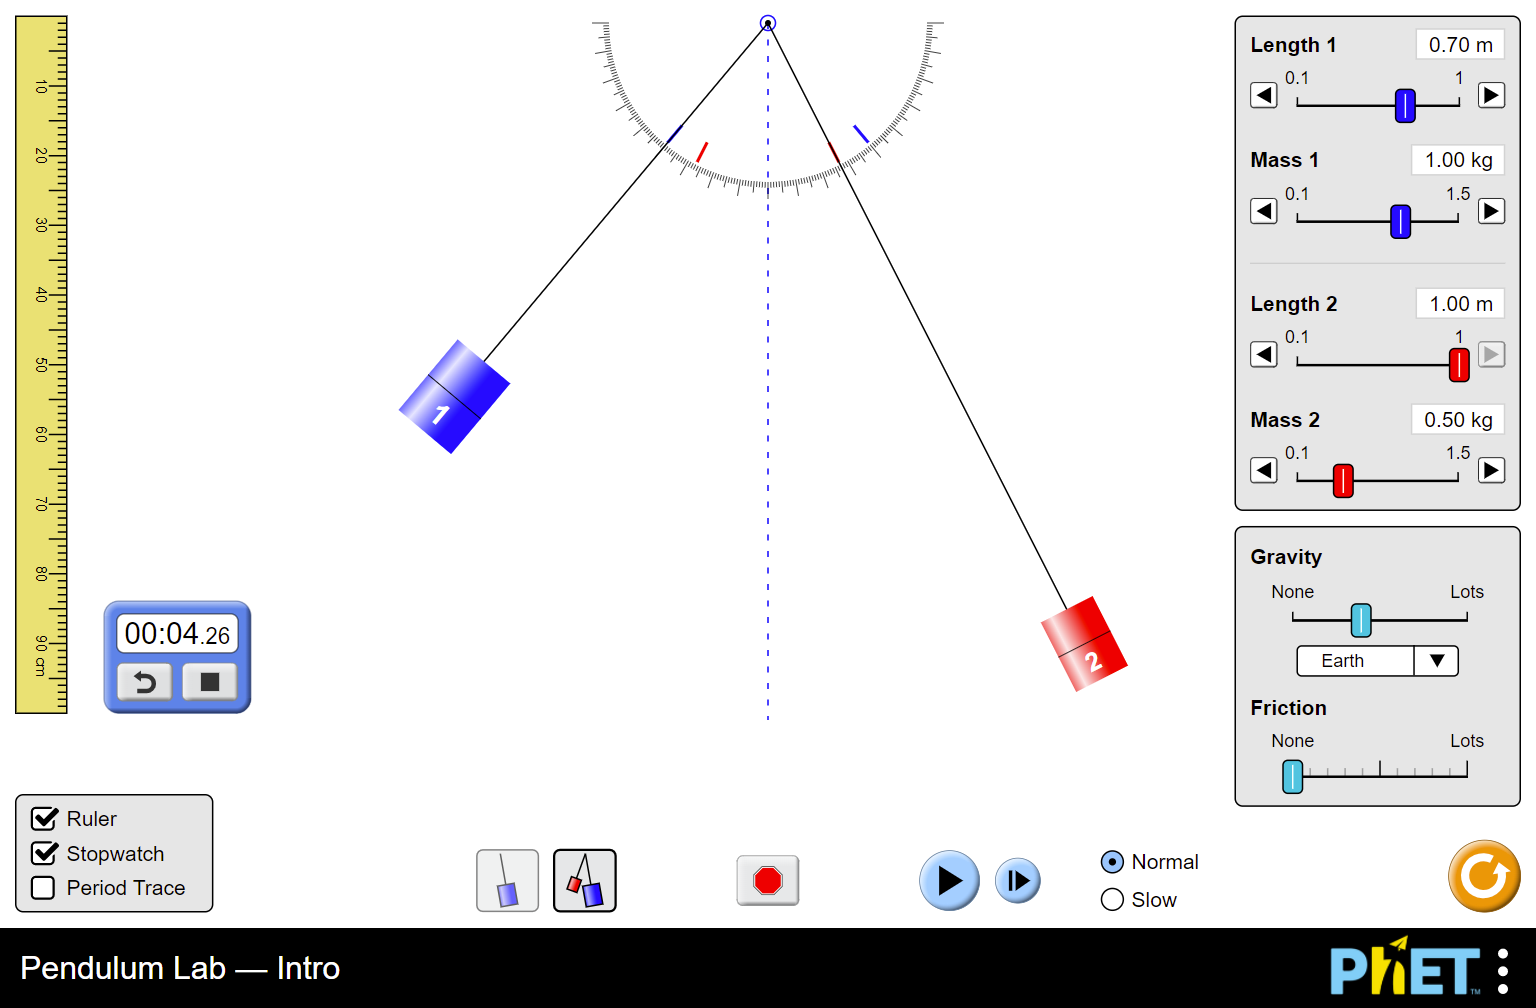 10
20
30
40
50
60
70
80
90 cm
00:04.26
Ruler
Stopwatch
Period Trace
1
2
Length 1
0.70 m
0.1 1
Mass 1
1.00 kg
0.1 1.5
Length 2
1.00 m
0.1 1
Mass 2
0.50 kg
0.1 1.5
Gravity
None Lots
Earth
Friction
None Lots
Normal
Slow
Pendulum Lab — Intro
PhET™